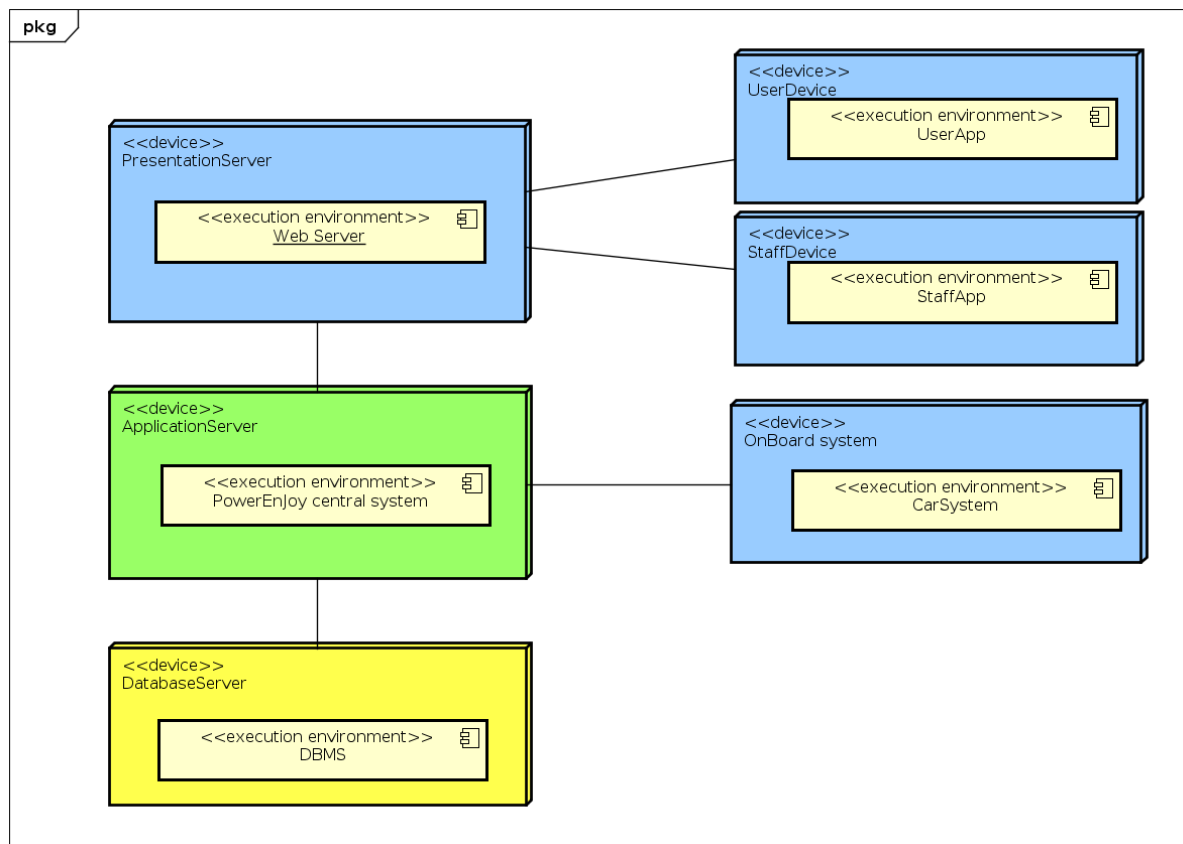 pkg
<<device>>
PresentationServer
<<execution environment>>
Web Server
<<device>>
UserDevice
<<execution environment>>
UserApp
<<device>>
StaffDevice
<<execution environment>>
StaffApp
<<device>>
ApplicationServer
<<execution environment>>
PowerEnJoy central system
<<device>>
OnBoard system
<<execution environment>>
CarSystem
<<device>>
DatabaseServer
<<execution environment>>
DBMS